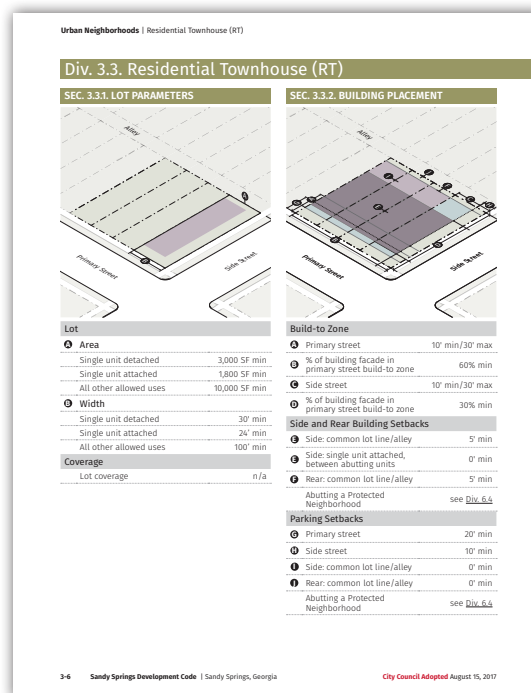 Urban Neighborhoods | Residential Townhouse (RT)
Div. 3.3. Residential Townhouse (RT)
SEC. 3.3.1. LOT PARAMETERS
Alley
Primary Street
Side Street
Lot
A Area
Single unit detached 3,000 SF min
Single unit attached 1,800 SF min
All other allowed uses 10,000 SF min
B Width
Single unit detached 30' min
Single unit attached 24' min
All other allowed uses 100' min
Coverage
Lot coverage n/a
SEC. 3.3.2. BUILDING PLACEMENT
Alley
Primary Street
Side Street
Build-to Zone
A Primary street 10' min/30' max
B % of building facade in
primary street build-to zone 60% min
C Side street 10' min/30' max
D % of building facade in
primary street build-to zone 30% min
Side and Rear Building Setbacks
E Side: common lot line/alley 5' min
E Side: single unit attached,
between abutting units 0' min
F Rear: common lot line/alley 5' min
Abutting a Protected
Neighborhood see Div. 6.4
Parking Setbacks
G Primary street 20' min
H Side street 10' min
I Side: common lot line/alley 0' min
J Rear: common lot line/alley 0' min
Abutting a Protected
Neighborhood see Div. 6.4
3-6 Sandy Springs Development Code | Sandy Springs, Georgia
City Council Adopted August 15, 2017